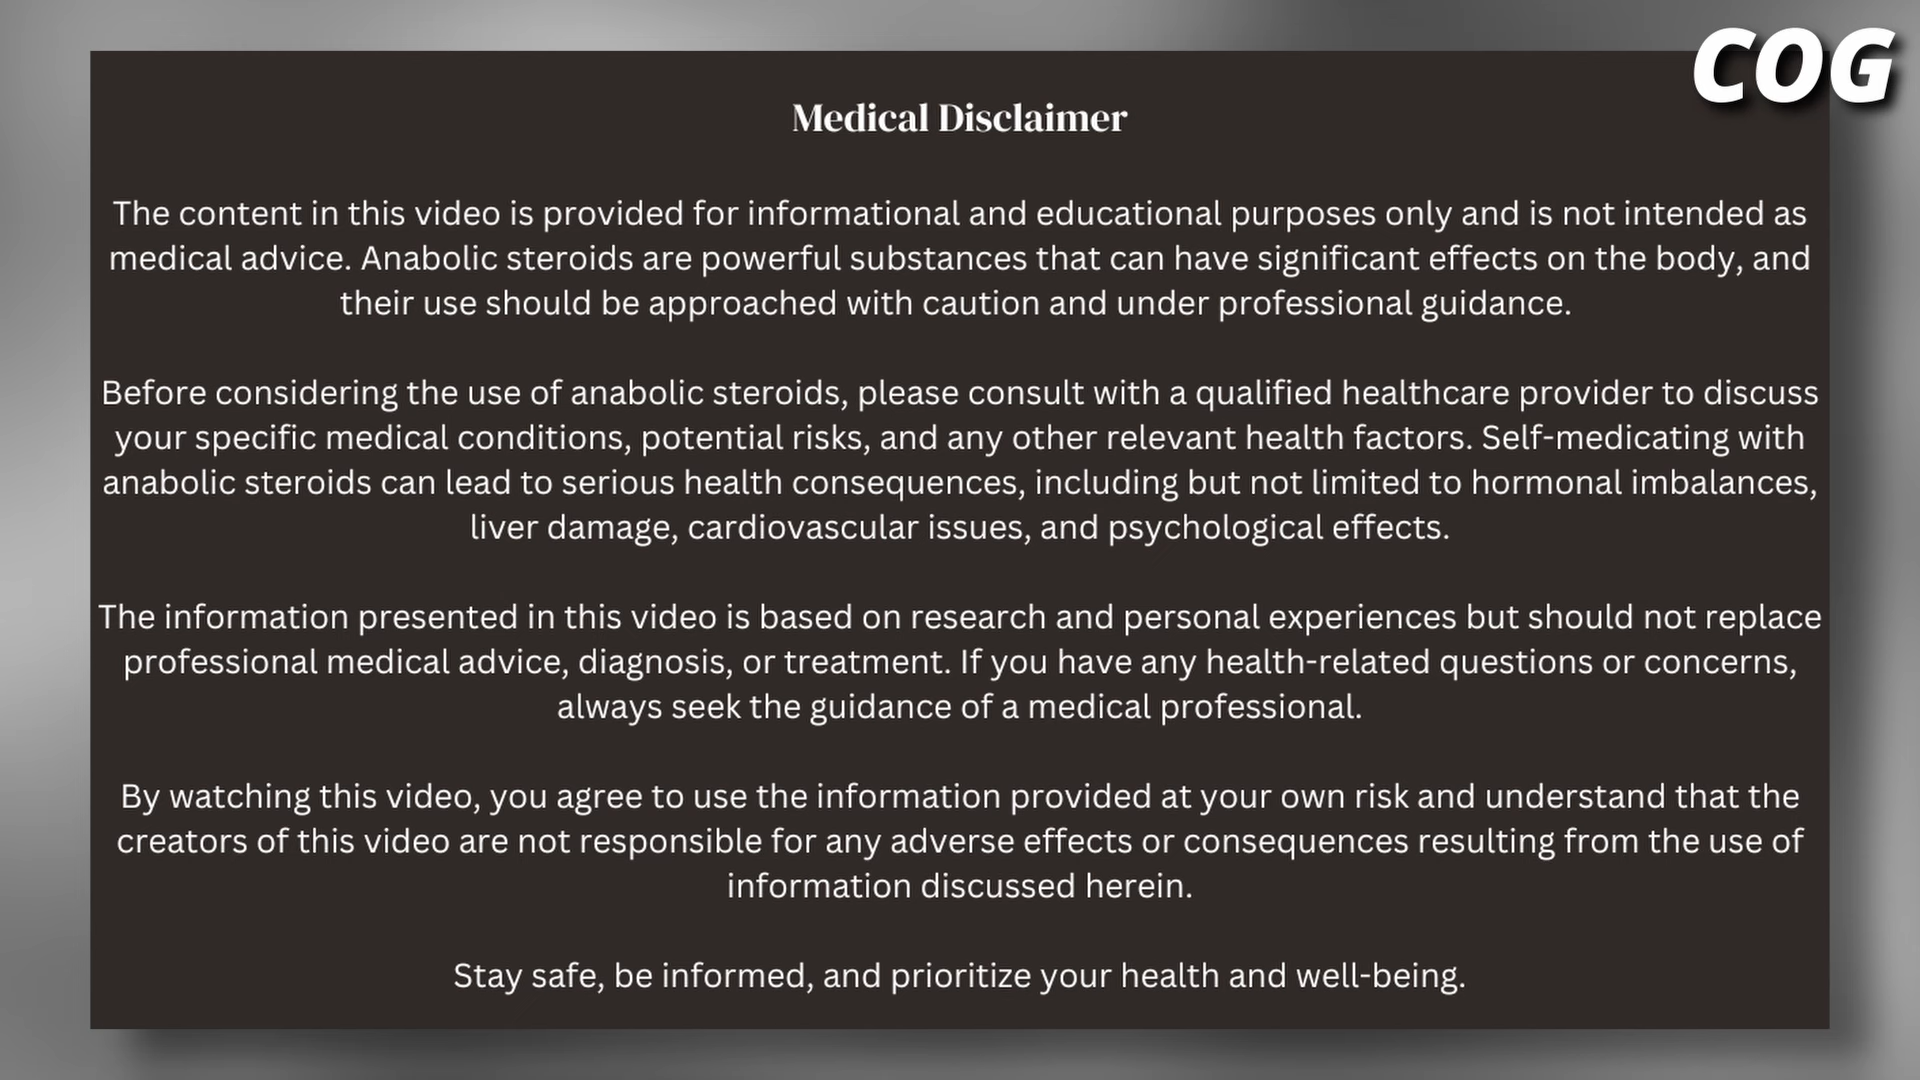 COG
Medical Disclaimer
The content in this video is provided for informational and educational purposes only and is not intended as
medical advice. Anabolic steroids are powerful substances that can have significant effects on the body, and
their use should be approached with caution and under professional guidance.
Before considering the use of anabolic steroids, please consult with a qualified healthcare provider to discuss
your specific medical conditions, potential risks, and any other relevant health factors. Self-medicating with
anabolic steroids can lead to serious health consequences, including but not limited to hormonal imbalances,
liver damage, cardiovascular issues, and psychological effects.
The information presented in this video is based on research and personal experiences but should not replace
professional medical advice, diagnosis, or treatment. If you have any health-related questions or concerns,
always seek the guidance of a medical professional.
By watching this video, you agree to use the information provided at your own risk and understand that the
creators of this video are not responsible for any adverse effects or consequences resulting from the use of
information discussed herein.
Stay safe, be informed, and prioritize your health and well-being.